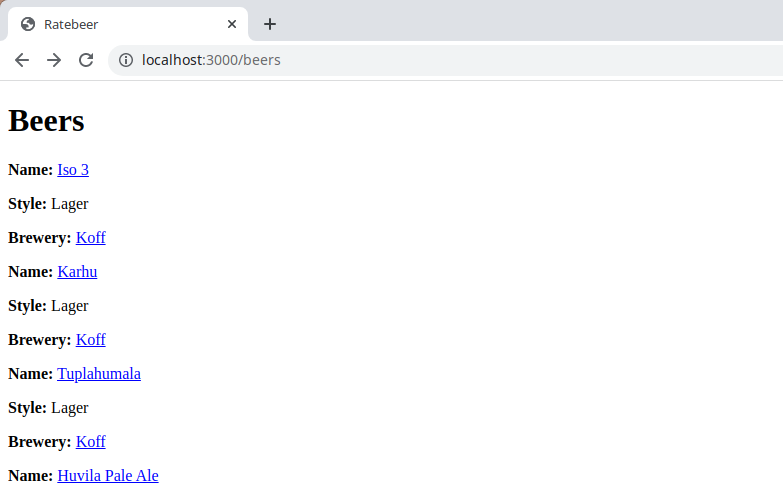 Ratebeer
localhost:3000/beers
Beers
Name: Iso 3
Style: Lager
Brewery: Koff
Name: Karhu
Style: Lager
Brewery: Koff
Name: Tuplahumala
Style: Lager
Brewery: Koff
Name: Huvila Pale Ale